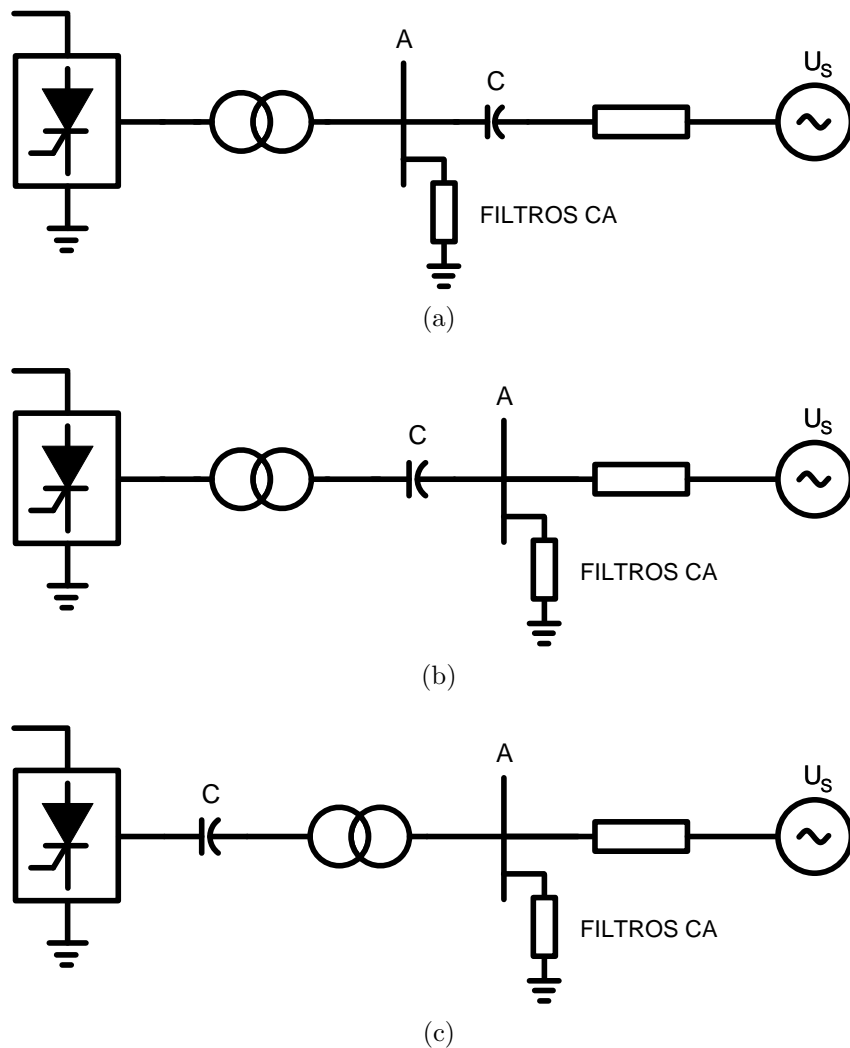 A
C
U_S
FILTROS CA
(a)
A
C
U_S
FILTROS CA
(b)
A
C
U_S
FILTROS CA
(c)